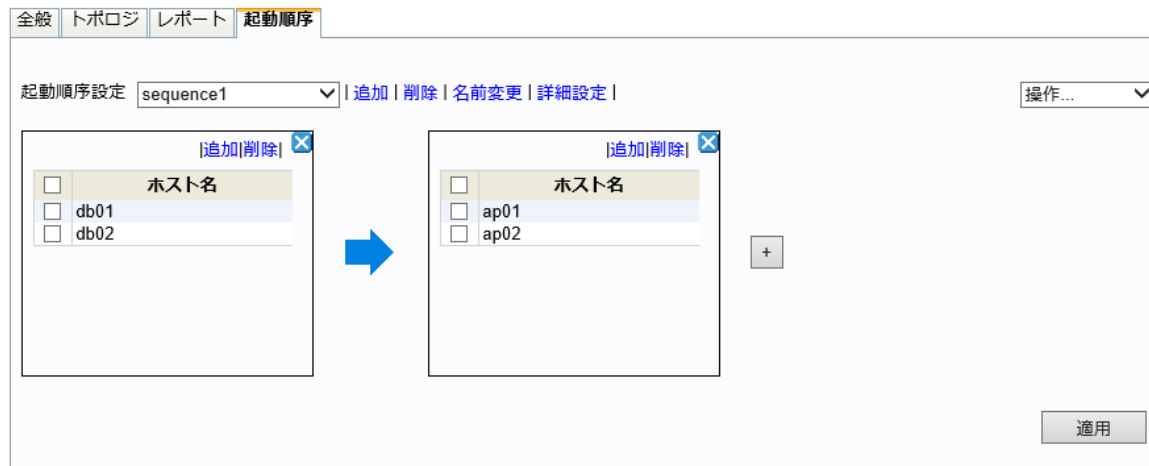 全般 トポロジ レポート 起動順序
起動順序設定 sequence1 | 追加 | 削除 | 名前変更 | 詳細設定 | 操作...
|追加|削除|
ホスト名
db01
db02
|追加|削除|
ホスト名
ap01
ap02
+
適用